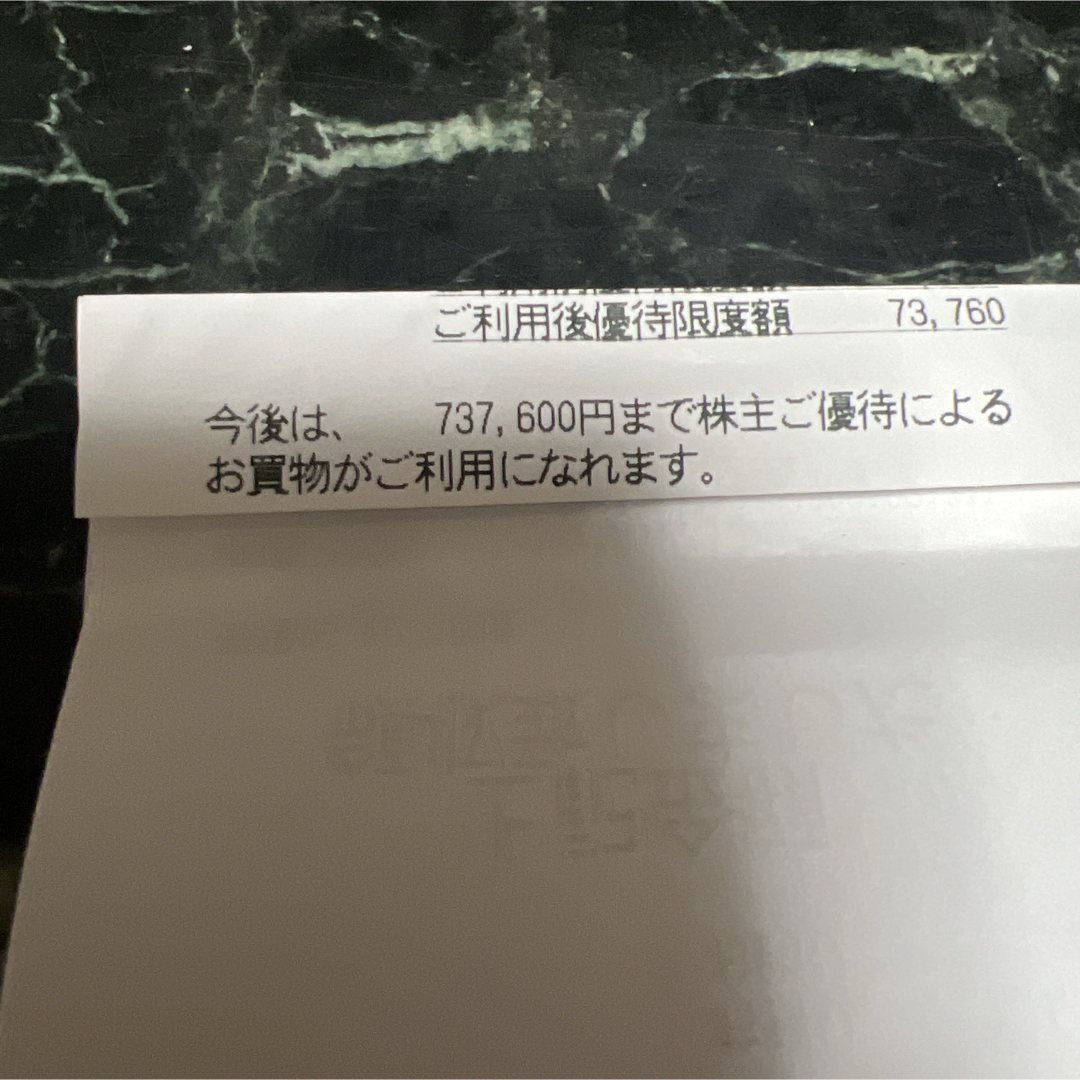 ご利用後優待限度額 73,760
今後は、 737,600円まで株主ご優待による
お買物がご利用になれます。